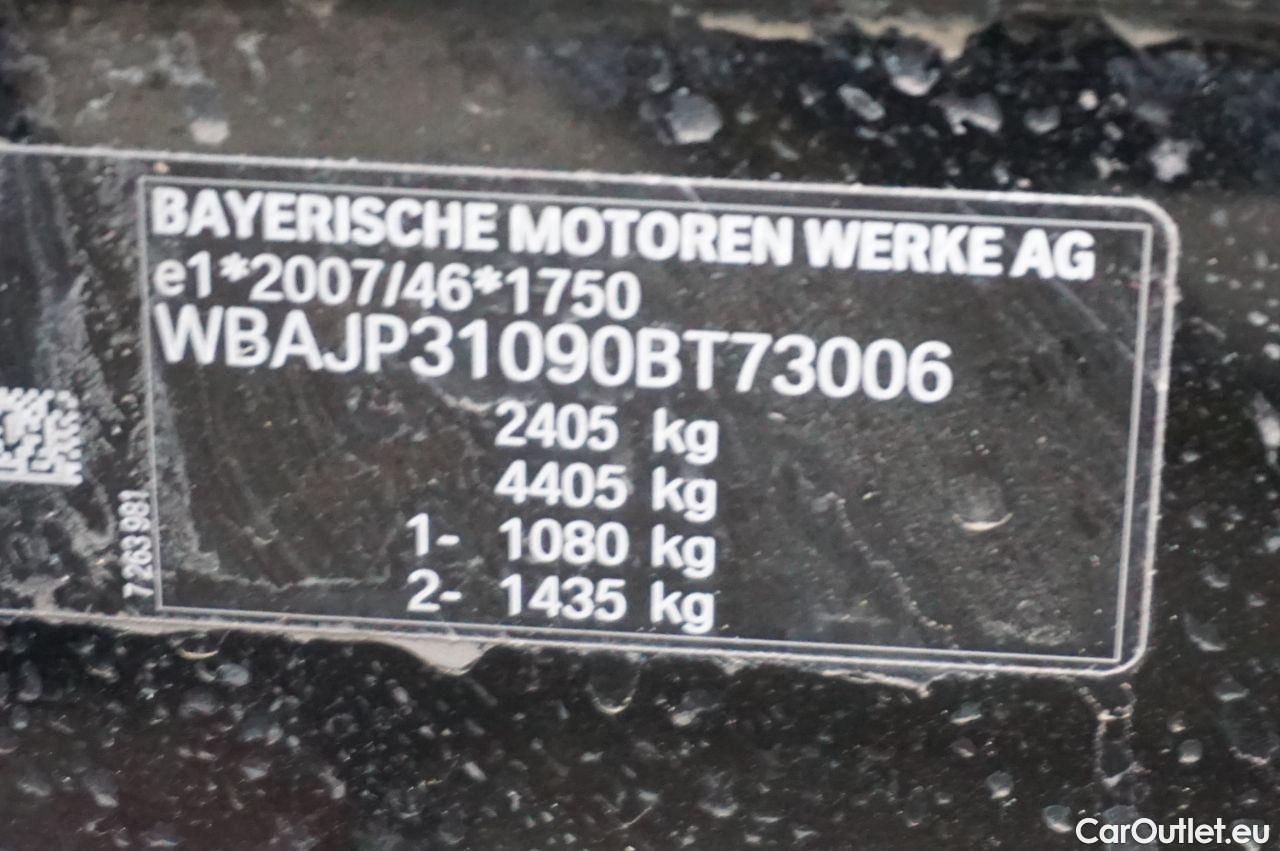 BAYERISCHE MOTOREN WERKE AG
e1*2007/46*1750
WBAJP31090BT73006
2405 kg
4405 kg
1- 1080 kg
2- 1435 kg
7 263 981
CarOutlet.eu